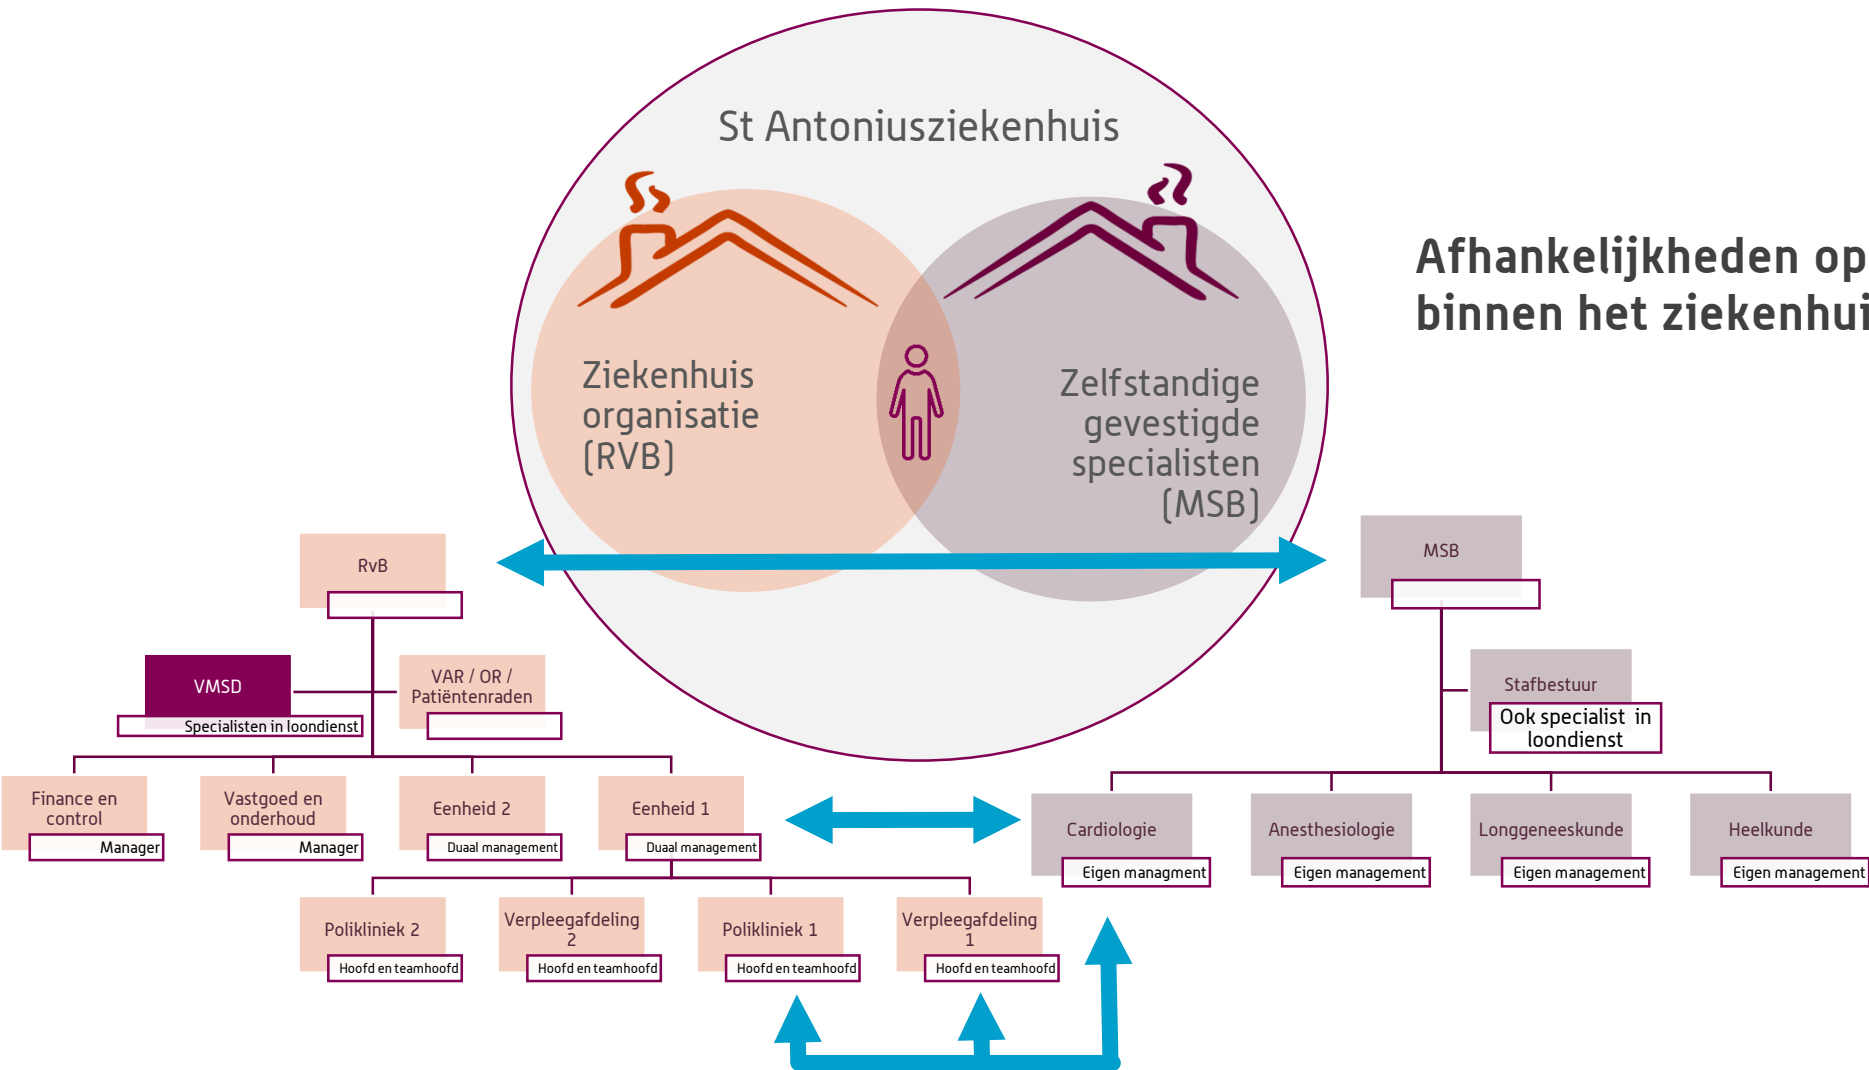 St Antoniusziekenhuis
Afhankelijkheden op
binnen het
Ziekenhuis
organisatie
(RVB)
Zelfstandige
gevestigde
specialisten
(MSB)
RvB
MSB
VMSD
Specialisten in loondienst
VAR / OR /
Patiëntenraden
Stafbestuur
Ook specialist in
loondienst
Finance en
control
Manager
Vastgoed en
onderhoud
Manager
Eenheid 2
Duaal management
Eenheid 1
Duaal management
Cardiologie
Eigen managment
Anesthesiologie
Eigen management
Longgeneeskunde
Eigen management
Heelkunde
Eigen management
Polikliniek 2
Hoofd en teamhoofd
Verpleegafdeling
2
Hoofd en teamhoofd
Polikliniek 1
Hoofd en teamhoofd
Verpleegafdeling
1
Hoofd en teamhoofd